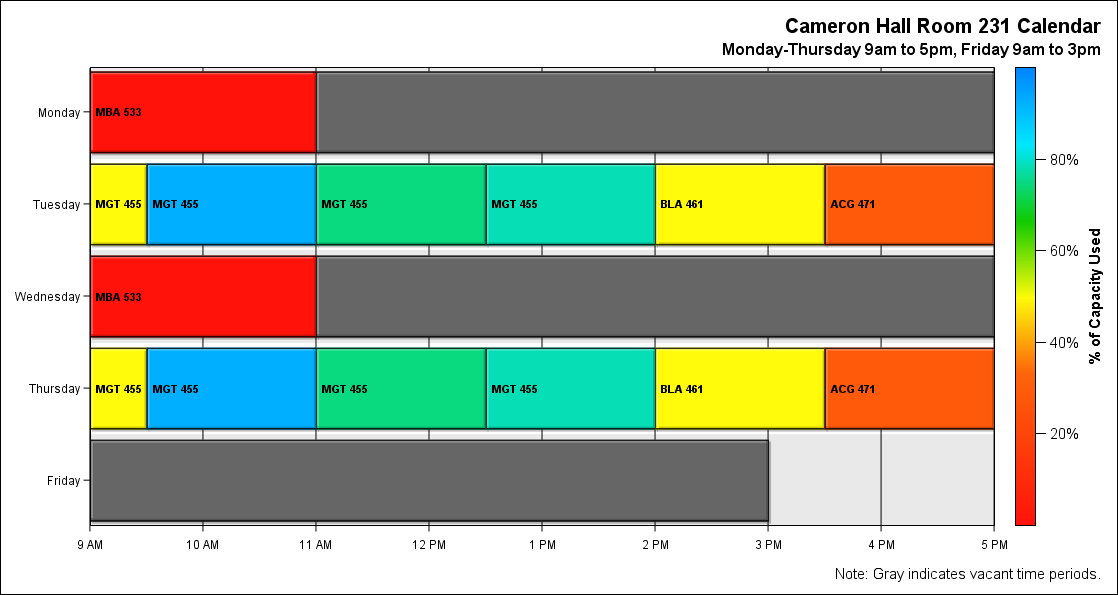 Cameron Hall Room 231 Calendar
Monday-Thursday 9am to 5pm, Friday 9am to 3pm
Monday
MBA 533
Tuesday
MGT 455
MGT 455
MGT 455
MGT 455
BLA 461
ACG 471
Wednesday
MBA 533
Thursday
MGT 455
MGT 455
MGT 455
MGT 455
BLA 461
ACG 471
Friday
9 AM
10 AM
11 AM
12 PM
1 PM
2 PM
3 PM
4 PM
5 PM
80%
60%
40%
20%
% of Capacity Used
Note: Gray indicates vacant time periods.